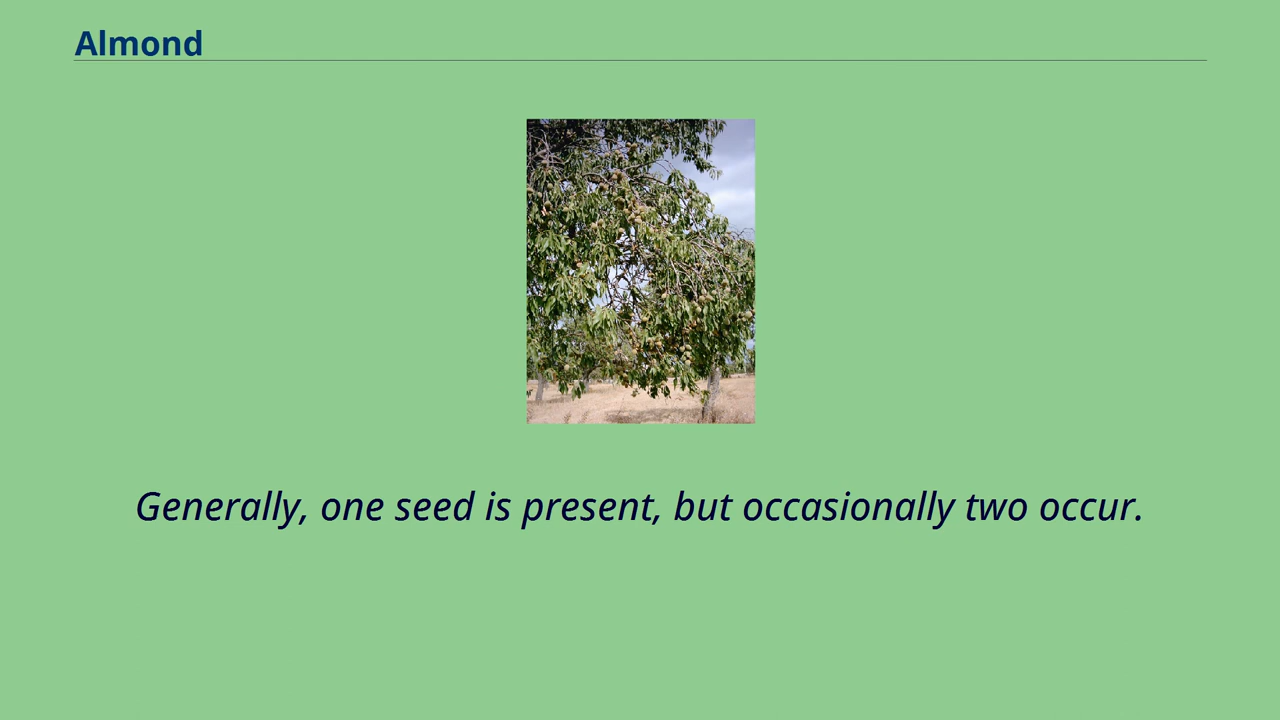 Almond
Generally, one seed is present, but occasionally two occur.